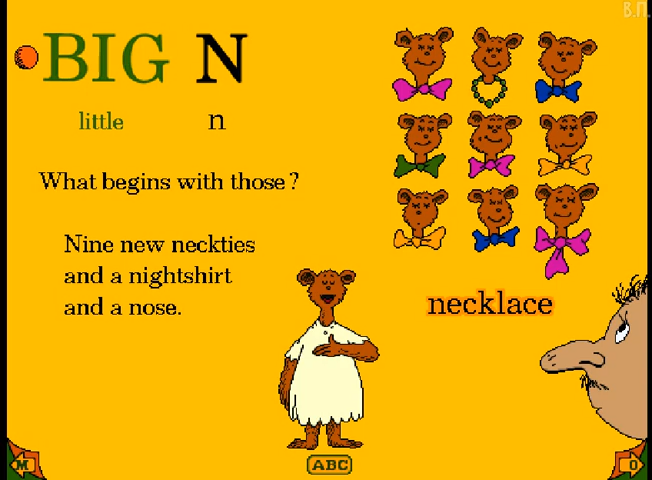 BIG N
little n
What begins with those?
Nine new neckties
and a nightshirt
and a nose.
necklace
M
ABC
O
В.П.